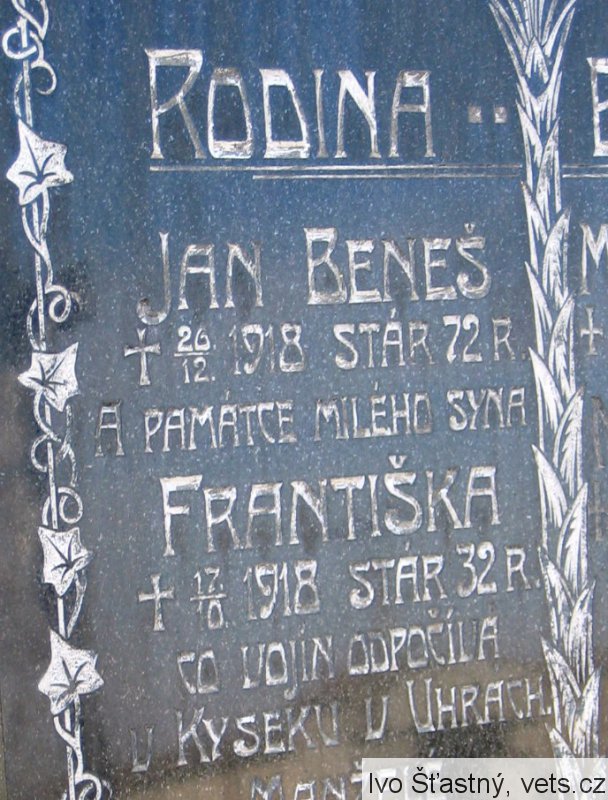 RODINA ..
JAN BENEŠ
† 26/12. 1918 STÁR 72 R.
A PAMÁTCE MILÉHO SYNA
FRANTIŠKA
† 17/10. 1918 STÁR 32 R.
CO VOJÍN ODPOČÍVÁ
U KYSEKU V UHRÁCH.
Ivo Šťastný, vets.cz